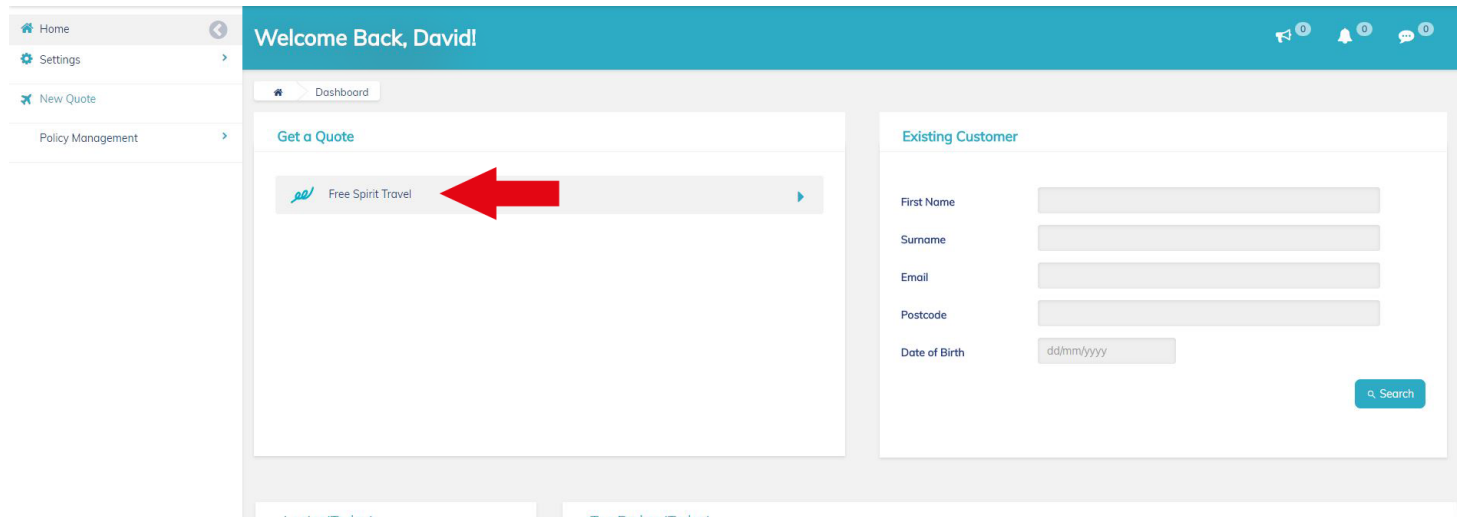 Home
Settings
New Quote
Policy Management
Welcome Back, David!
0
0
0
Dashboard
Get a Quote
Free Spirit Travel
Existing Customer
First Name
Surname
Email
Postcode
Date of Birth
dd/mm/yyyy
Search